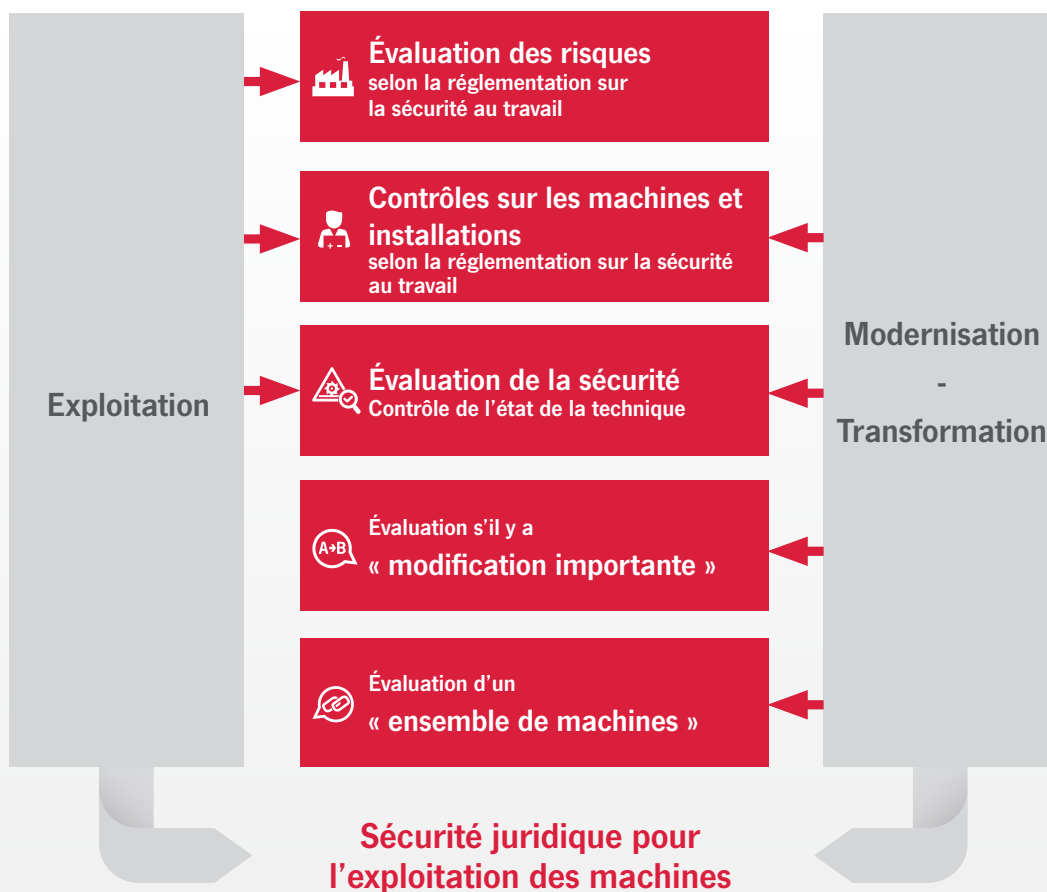 Évaluation des risques
selon la réglementation sur
la sécurité au travail
Contrôles sur les machines et
installations
selon la réglementation sur la sécurité
au travail
Exploitation
Évaluation de la sécurité
Contrôle de l'état de la technique
Modernisation
-
Transformation
A→B
Évaluation s'il y a
« modification importante »
Évaluation d'un
« ensemble de machines »
Sécurité juridique pour
l'exploitation des machines